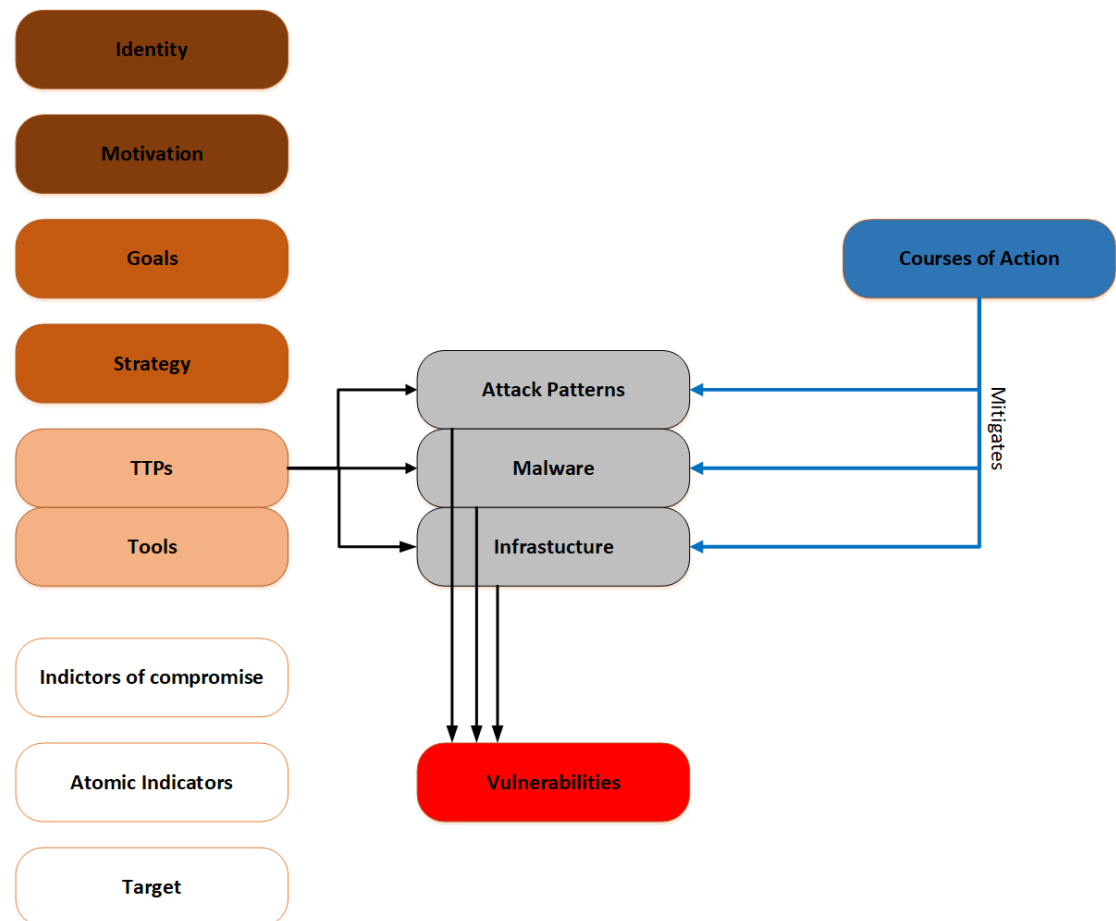 Identity
Motivation
Goals
Courses of Action
Strategy
Attack Patterns
Mitigates
TTPs
Malware
Tools
Infrastucture
Indictors of compromise
Atomic Indicators
Vulnerabilities
Target